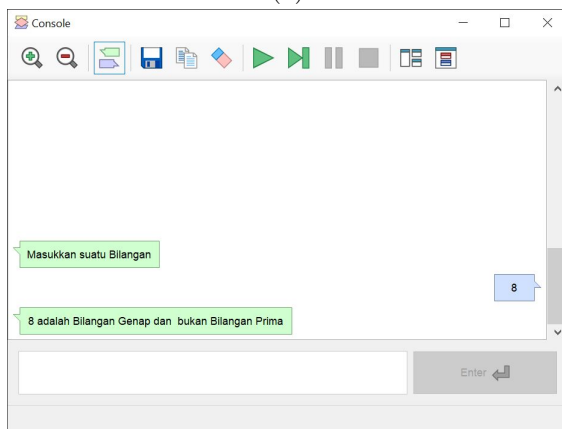 Console
Masukkan suatu Bilangan
8
8 adalah Bilangan Genap dan  bukan Bilangan Prima
Enter